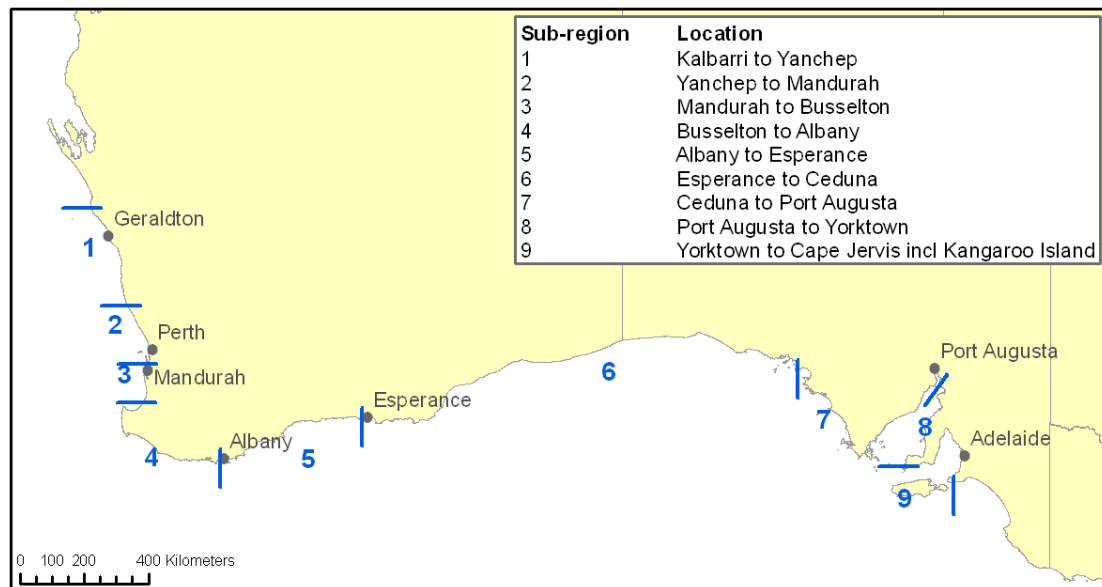 Sub-region Location
1 Kalbarri to Yanchep
2 Yanchep to Mandurah
3 Mandurah to Busselton
4 Busselton to Albany
5 Albany to Esperance
6 Esperance to Ceduna
7 Ceduna to Port Augusta
8 Port Augusta to Yorktown
9 Yorktown to Cape Jervis incl Kangaroo Island
Geraldton
1
2
Perth
3
Mandurah
6
Port Augusta
Esperance
7
8
Albany
4
5
Adelaide
9
0 100 200 400 Kilometers